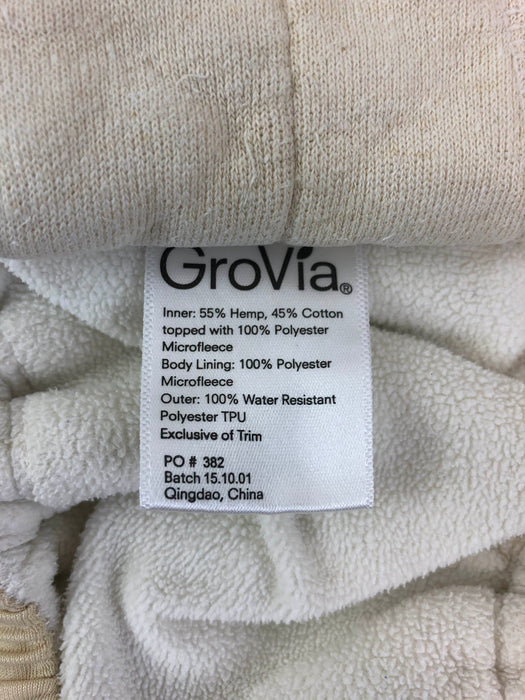 GroVia®
Inner: 55% Hemp, 45% Cotton
topped with 100% Polyester
Microfleece
Body Lining: 100% Polyester
Microfleece
Outer: 100% Water Resistant
Polyester TPU
Exclusive of Trim
PO # 382
Batch 15.10.01
Qingdao, China